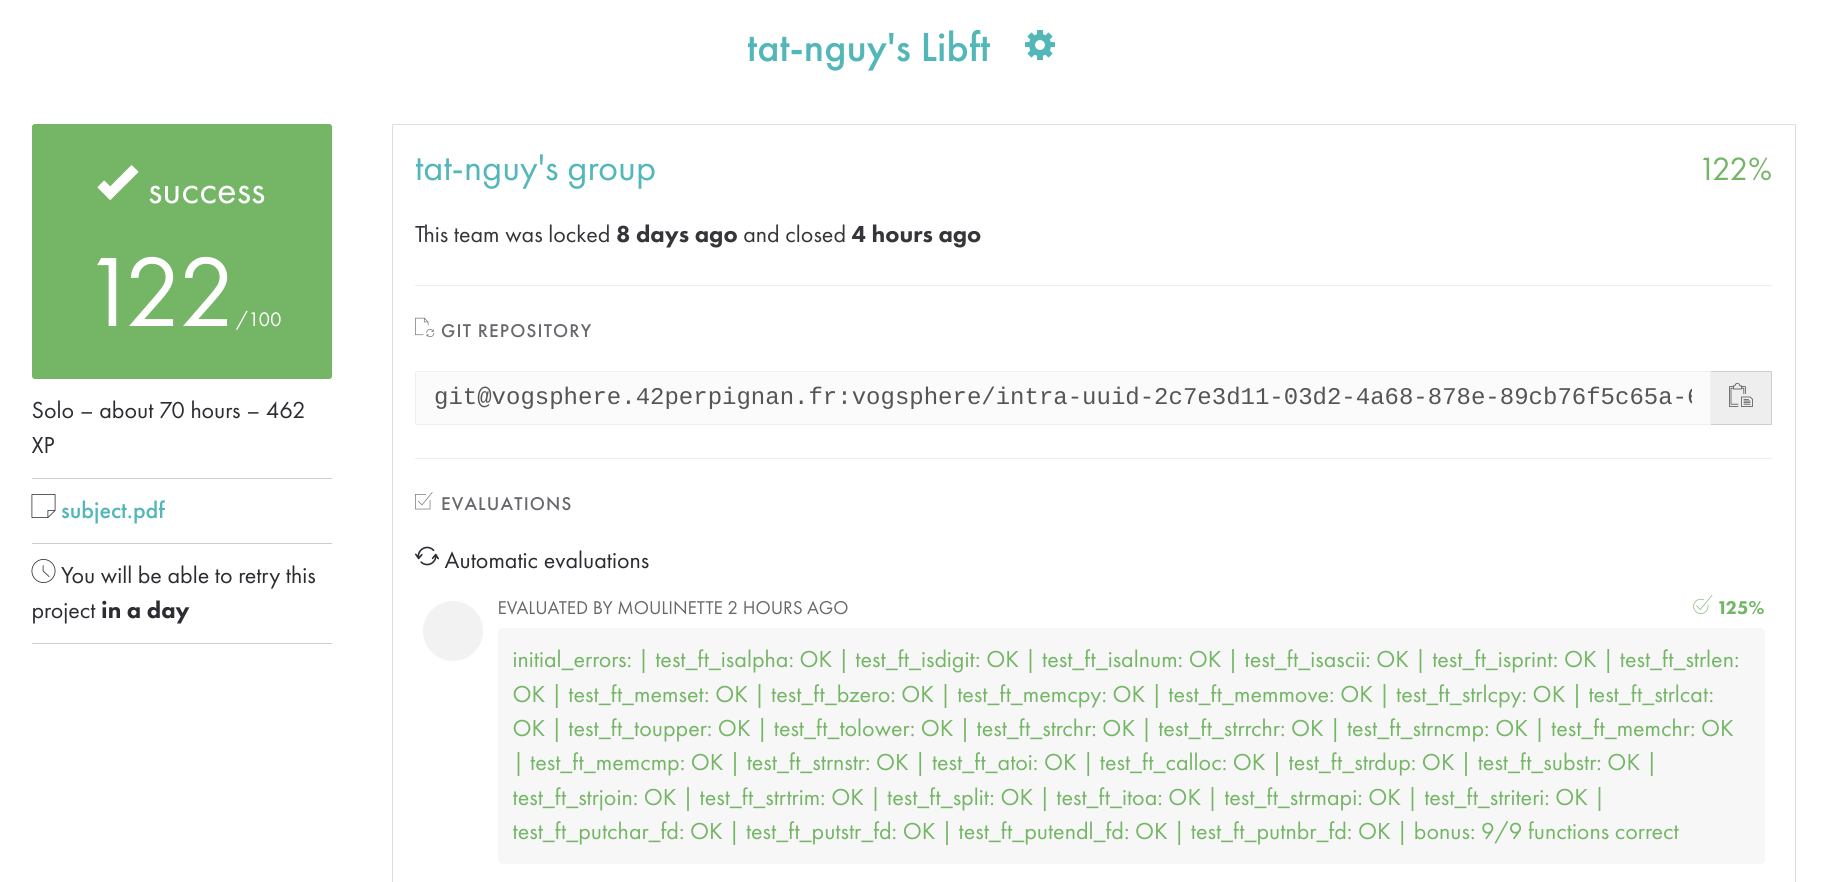 tat-nguy's Libft
success
122 /100
Solo – about 70 hours – 462
XP
subject.pdf
You will be able to retry this
project in a day
tat-nguy's group
122%
This team was locked 8 days ago and closed 4 hours ago
GIT REPOSITORY
git@vogsphere.42perpignan.fr:vogsphere/intra-uuid-2c7e3d11-03d2-4a68-878e-89cb76f5c65a-6
EVALUATIONS
Automatic evaluations
EVALUATED BY MOULINETTE 2 HOURS AGO
125%
initial_errors: | test_ft_isalpha: OK | test_ft_isdigit: OK | test_ft_isalnum: OK | test_ft_isascii: OK | test_ft_isprint: OK | test_ft_strlen:
OK | test_ft_memset: OK | test_ft_bzero: OK | test_ft_memcpy: OK | test_ft_memmove: OK | test_ft_strlcpy: OK | test_ft_strlcat:
OK | test_ft_toupper: OK | test_ft_tolower: OK | test_ft_strchr: OK | test_ft_strrchr: OK | test_ft_strncmp: OK | test_ft_memchr: OK
| test_ft_memcmp: OK | test_ft_strnstr: OK | test_ft_atoi: OK | test_ft_calloc: OK | test_ft_strdup: OK | test_ft_substr: OK |
test_ft_strjoin: OK | test_ft_strtrim: OK | test_ft_split: OK | test_ft_itoa: OK | test_ft_strmapi: OK | test_ft_striteri: OK |
test_ft_putchar_fd: OK | test_ft_putstr_fd: OK | test_ft_putendl_fd: OK | test_ft_putnbr_fd: OK | bonus: 9/9 functions correct